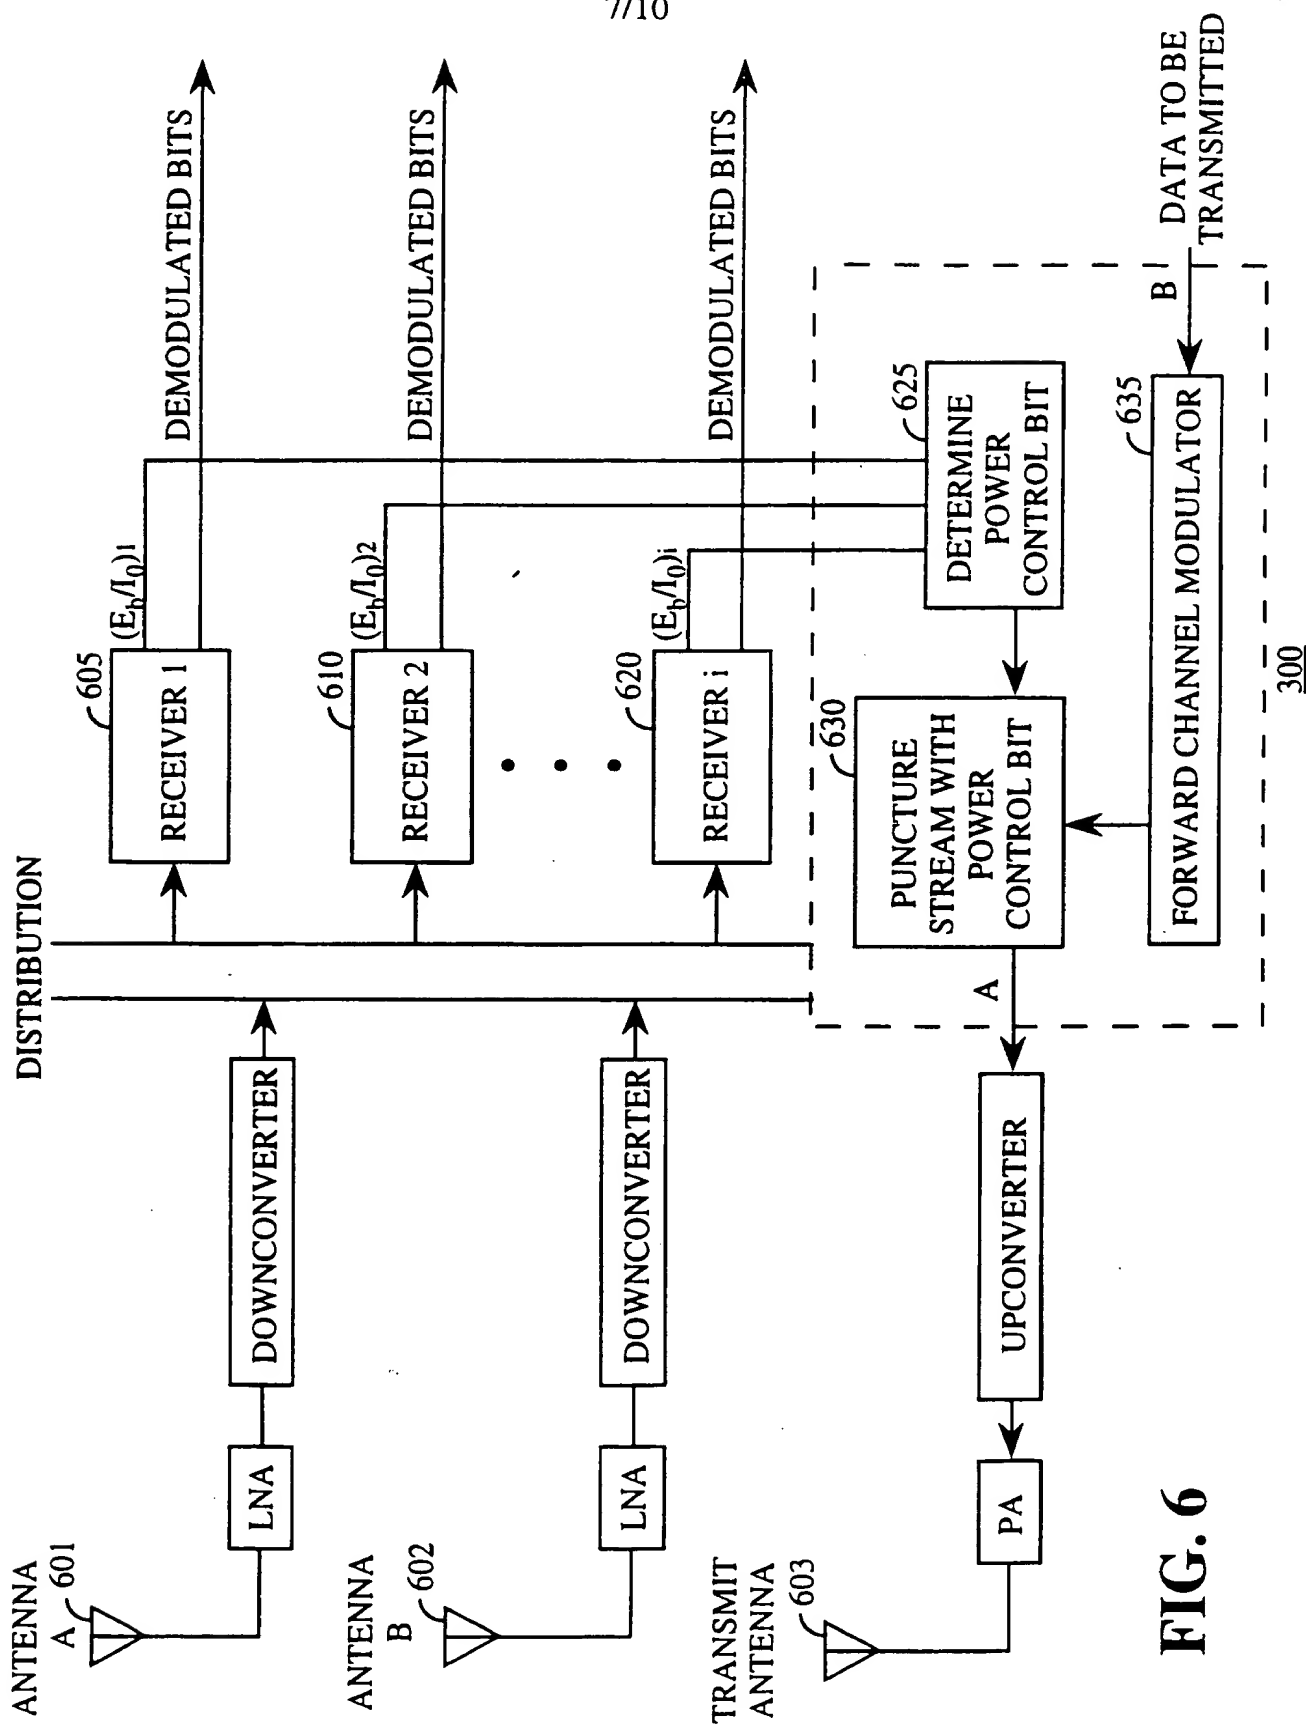 7/10
ANTENNA
A
601
LNA
DOWNCONVERTER
DISTRIBUTION
605
RECEIVER 1
(Eb/I0)1
DEMODULATED BITS
ANTENNA
B
602
LNA
DOWNCONVERTER
610
RECEIVER 2
(Eb/I0)2
DEMODULATED BITS
620
RECEIVER i
(Eb/I0)i
DEMODULATED BITS
TRANSMIT
ANTENNA
603
PA
UPCONVERTER
A
630
PUNCTURE
STREAM WITH
POWER
CONTROL BIT
625
DETERMINE
POWER
CONTROL BIT
635
FORWARD CHANNEL MODULATOR
B
DATA TO BE
TRANSMITTED
300
FIG. 6